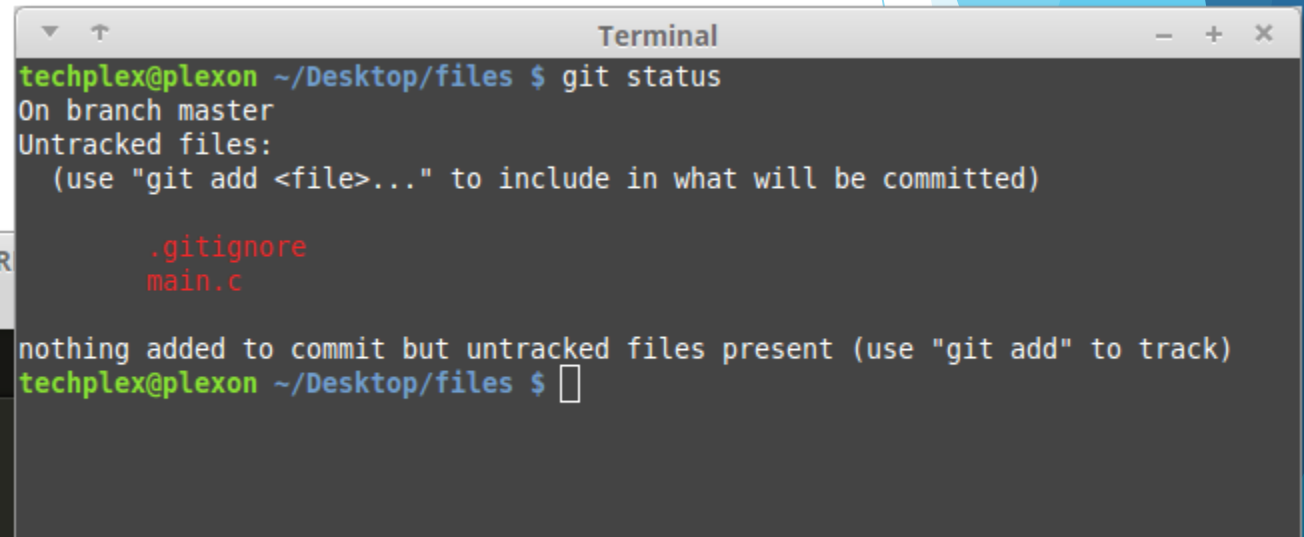 Terminal
techplex@plexon ~/Desktop/files $ git status
On branch master
Untracked files:
  (use "git add <file>..." to include in what will be committed)

        .gitignore
        main.c

nothing added to commit but untracked files present (use "git add" to track)
techplex@plexon ~/Desktop/files $
R